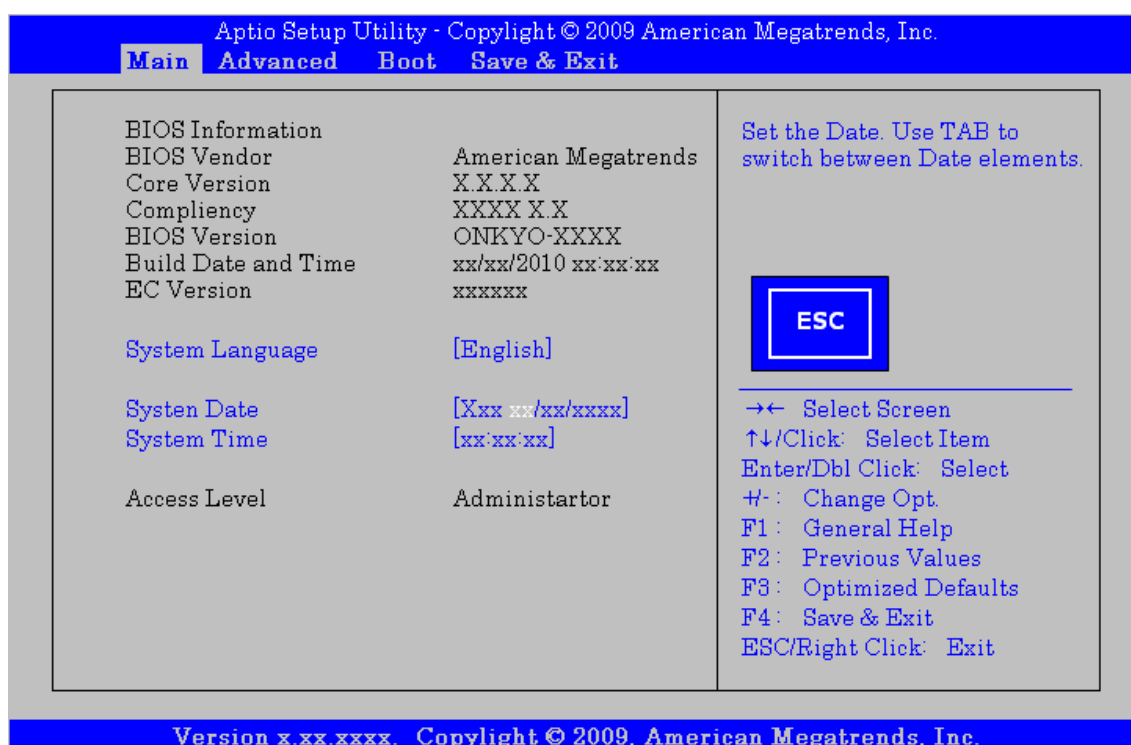 Aptio Setup Utility - Copylight © 2009 American Megatrends, Inc.
Main Advanced Boot Save & Exit
BIOS Information
BIOS Vendor American Megatrends
Core Version X.X.X.X
Compliency XXXX X.X
BIOS Version ONKYO-XXXX
Build Date and Time xx/xx/2010 xx:xx:xx
EC Version xxxxxx
System Language [English]
Systen Date [Xxx xx/xx/xxxx]
System Time [xx:xx:xx]
Access Level Administartor
Set the Date. Use TAB to
switch between Date elements.
ESC
→← Select Screen
↑↓/Click: Select Item
Enter/Dbl Click: Select
+/- : Change Opt.
F1 : General Help
F2 : Previous Values
F3 : Optimized Defaults
F4 : Save & Exit
ESC/Right Click: Exit
Version x.xx.xxxx. Copylight © 2009, American Megatrends, Inc.